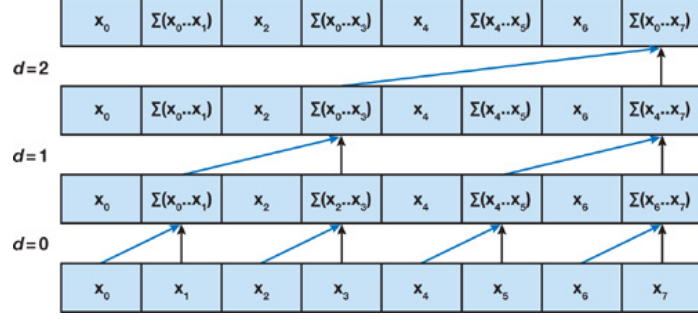 x₀ Σ(x₀..x₁) x₂ Σ(x₀..x₃) x₄ Σ(x₄..x₅) x₆ Σ(x₀..x₇)
d=2
x₀ Σ(x₀..x₁) x₂ Σ(x₀..x₃) x₄ Σ(x₄..x₅) x₆ Σ(x₄..x₇)
d=1
x₀ Σ(x₀..x₁) x₂ Σ(x₂..x₃) x₄ Σ(x₄..x₅) x₆ Σ(x₆..x₇)
d=0
x₀ x₁ x₂ x₃ x₄ x₅ x₆ x₇